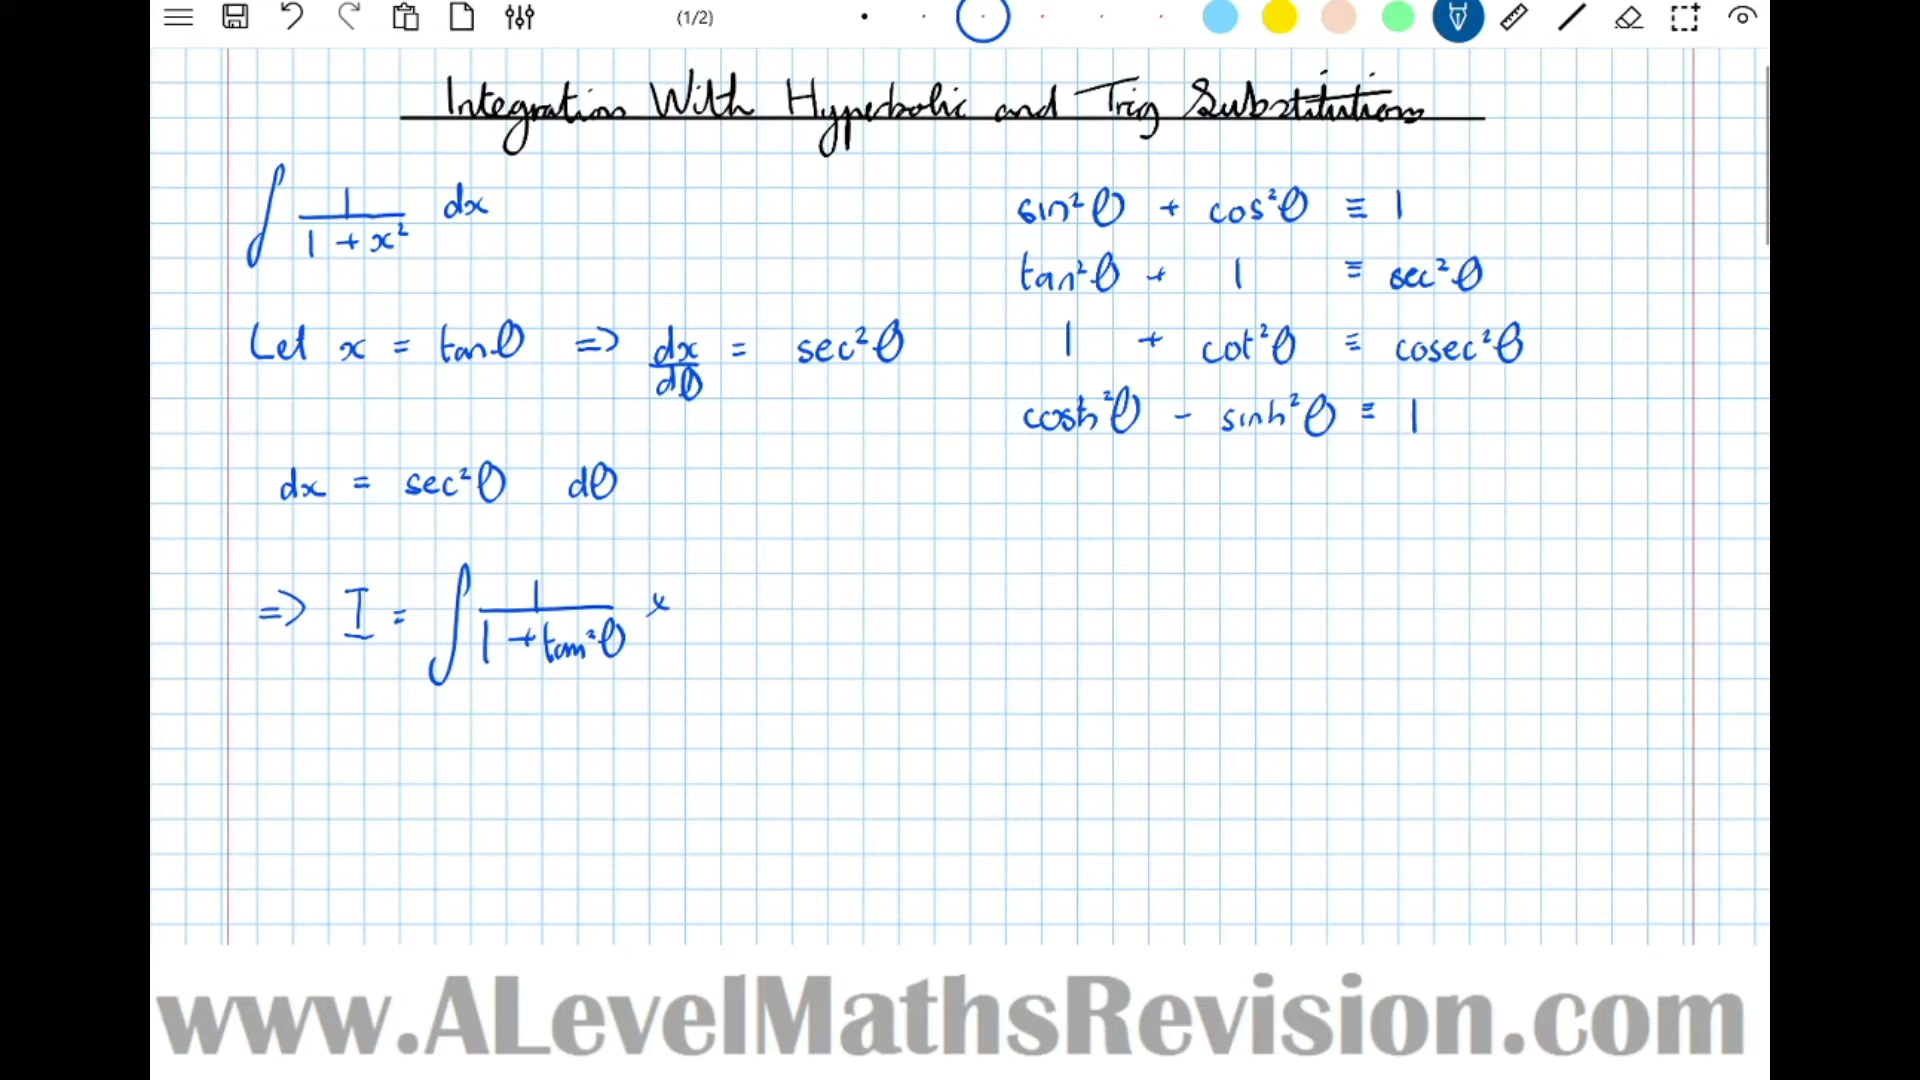 (1/2)
Integration With Hyperbolic and Trig Substitutions
∫ 1/(1 + x²) dx
Let x = tanθ => dx/dθ = sec²θ
dx = sec²θ dθ
=> I = ∫ 1/(1 + tan²θ) ×
sin²θ + cos²θ ≡ 1
tan²θ + 1 ≡ sec²θ
1 + cot²θ ≡ cosec²θ
cosh²θ - sinh²θ ≡ 1
www.ALevelMathsRevision.com